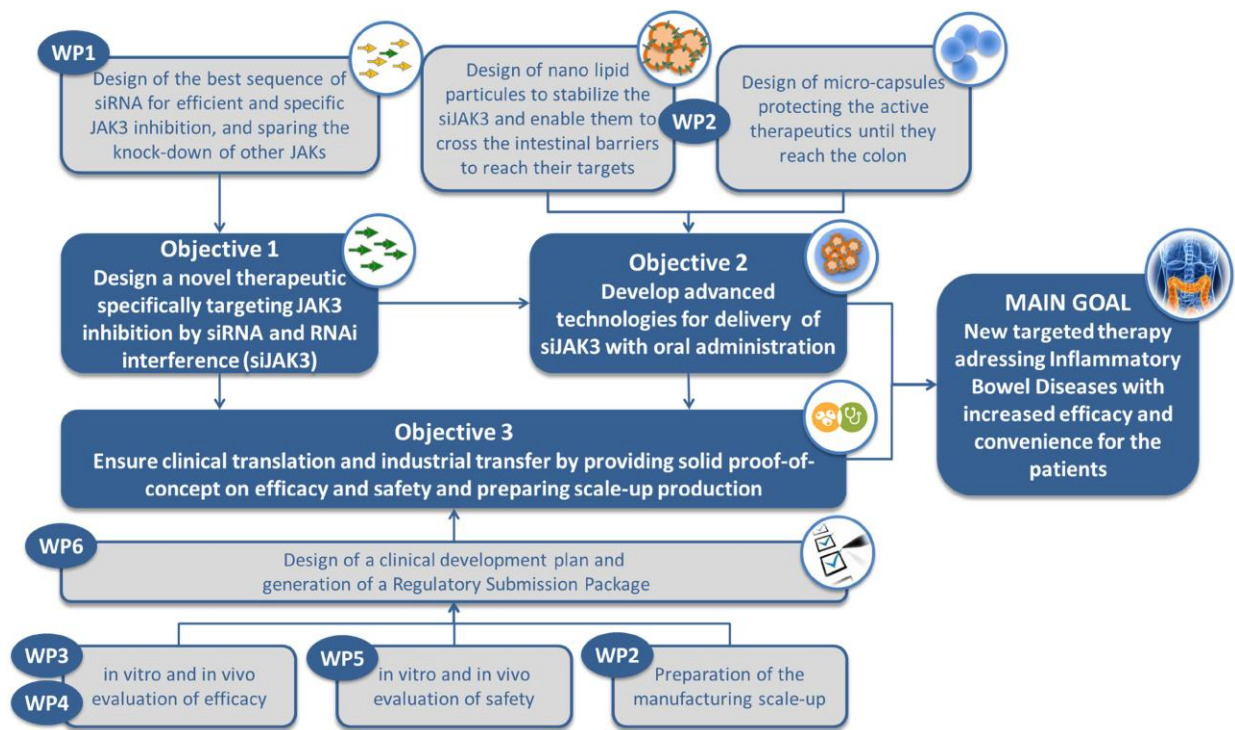 WP1
Design of the best sequence of
siRNA for efficient and specific
JAK3 inhibition, and sparing the
knock-down of other JAKs
Design of nano lipid
particules to stabilize the
siJAK3 and enable them to
cross the intestinal barriers
to reach their targets
WP2
Design of micro-capsules
protecting the active
therapeutics until they
reach the colon
Objective 1
Design a novel therapeutic
specifically targeting JAK3
inhibition by siRNA and RNAi
interference (siJAK3)
Objective 2
Develop advanced
technologies for delivery of
siJAK3 with oral administration
MAIN GOAL
New targeted therapy
adressing Inflammatory
Bowel Diseases with
increased efficacy and
convenience for the
patients
Objective 3
Ensure clinical translation and industrial transfer by providing solid proof-of-
concept on efficacy and safety and preparing scale-up production
WP6
Design of a clinical development plan and
generation of a Regulatory Submission Package
WP3
WP4
in vitro and in vivo
evaluation of efficacy
WP5
in vitro and in vivo
evaluation of safety
WP2
Preparation of the
manufacturing scale-up